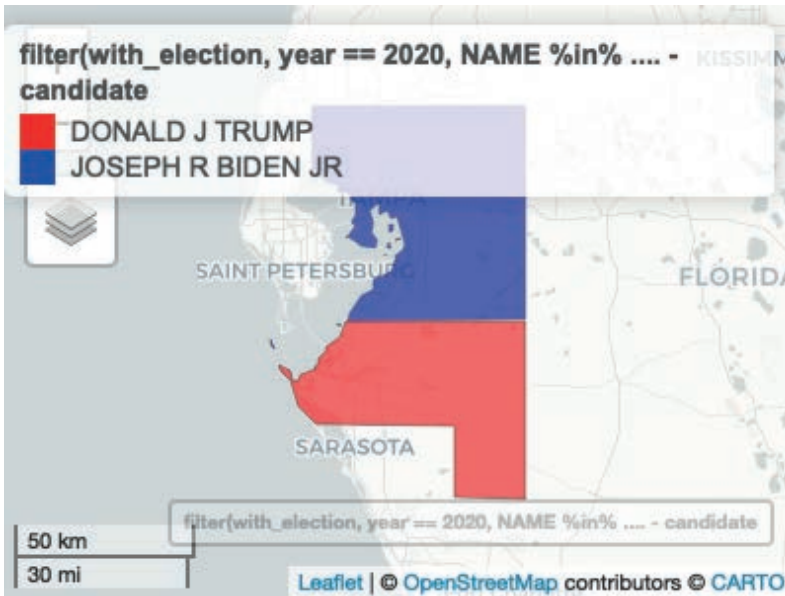 filter(with_election, year == 2020, NAME %in% .... -
candidate
DONALD J TRUMP
JOSEPH R BIDEN JR
KISSIMM
TAMPA
SAINT PETERSBURG
FLORIDA
SARASOTA
filter(with_election, year == 2020, NAME %in% .... - candidate
50 km
30 mi
Leaflet | © OpenStreetMap contributors © CARTO